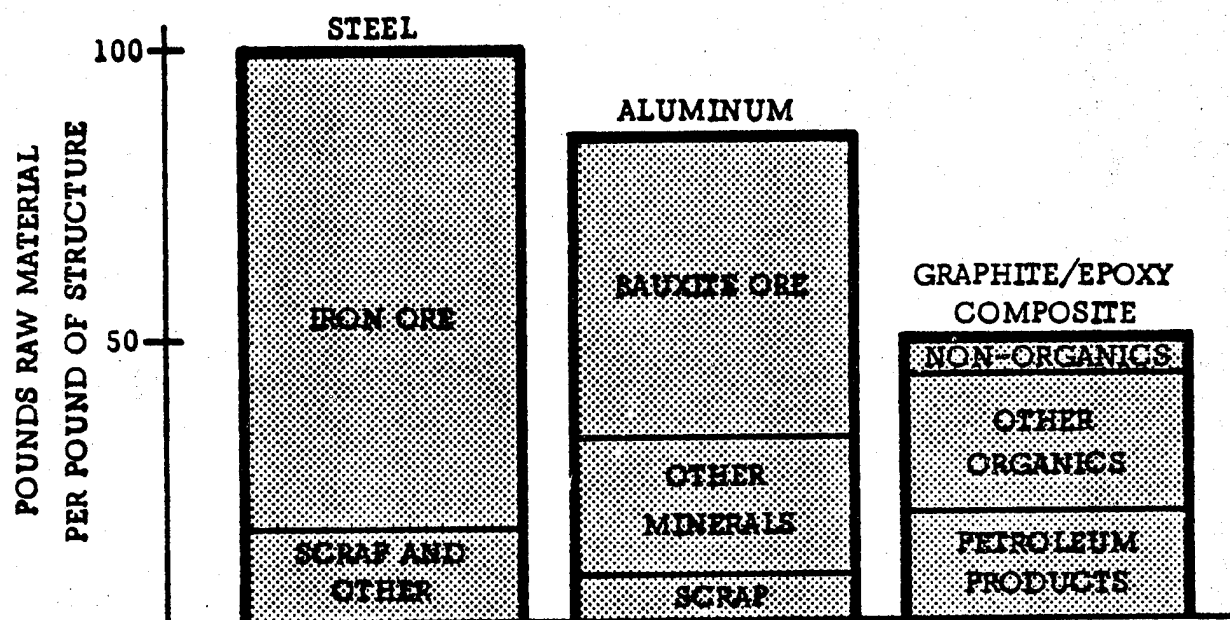 STEEL
100
ALUMINUM
POUNDS RAW MATERIAL
PER POUND OF STRUCTURE
IRON ORE
BAUXITE ORE
GRAPHITE/EPOXY
COMPOSITE
50
NON-ORGANICS
OTHER
ORGANICS
OTHER
MINERALS
SCRAP AND
OTHER
PETROLEUM
PRODUCTS
SCRAP